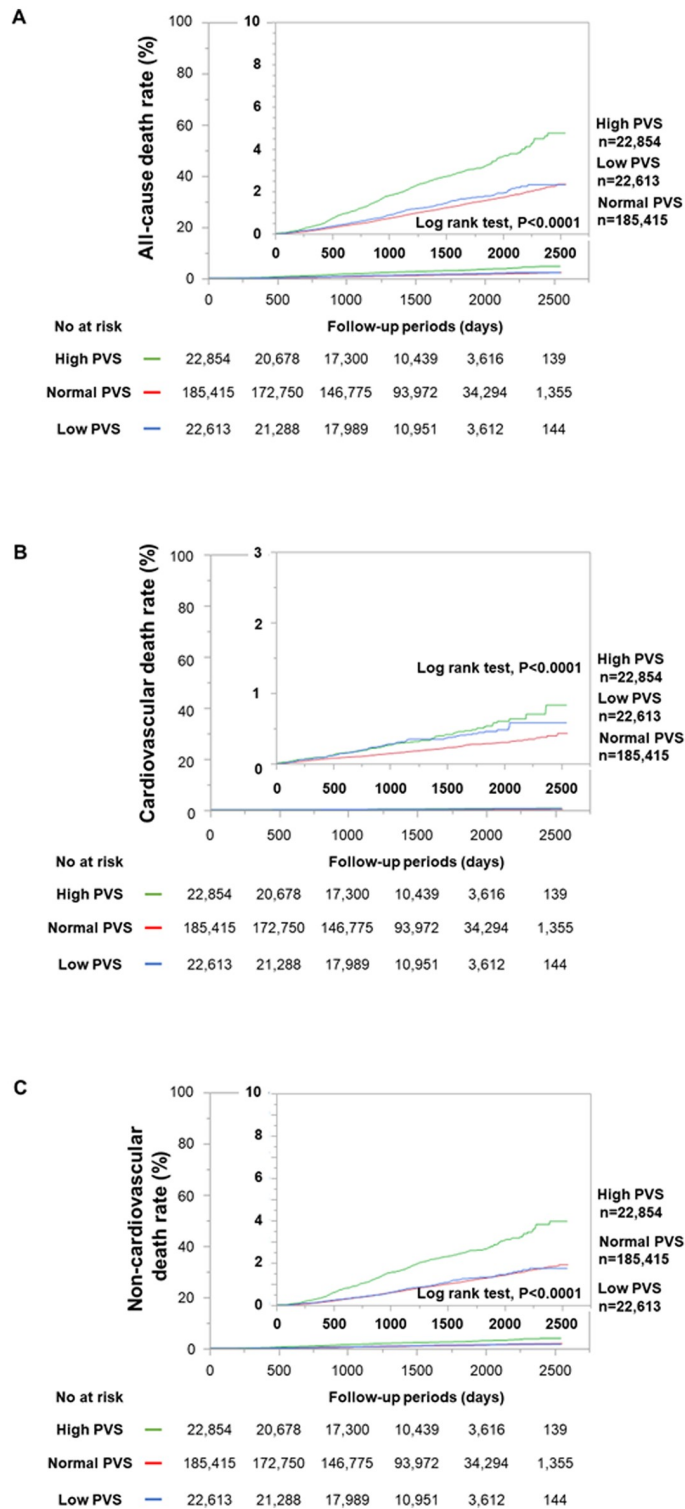 A
All-cause death rate (%)
100
80
60
40
20
0
10
8
6
4
2
0
Log rank test, P<0.0001
0 500 1000 1500 2000 2500
High PVS
n=22,854
Low PVS
n=22,613
Normal PVS
n=185,415
0 500 1000 1500 2000 2500
No at risk Follow-up periods (days)
High PVS 22,854 20,678 17,300 10,439 3,616 139
Normal PVS 185,415 172,750 146,775 93,972 34,294 1,355
Low PVS 22,613 21,288 17,989 10,951 3,612 144
B
Cardiovascular death rate (%)
100
80
60
40
20
0
3
2
1
0
Log rank test, P<0.0001
0 500 1000 1500 2000 2500
High PVS
n=22,854
Low PVS
n=22,613
Normal PVS
n=185,415
0 500 1000 1500 2000 2500
No at risk Follow-up periods (days)
High PVS 22,854 20,678 17,300 10,439 3,616 139
Normal PVS 185,415 172,750 146,775 93,972 34,294 1,355
Low PVS 22,613 21,288 17,989 10,951 3,612 144
C
Non-cardiovascular
death rate (%)
100
80
60
40
20
0
10
8
6
4
2
0
Log rank test, P<0.0001
0 500 1000 1500 2000 2500
High PVS
n=22,854
Normal PVS
n=185,415
Low PVS
n=22,613
0 500 1000 1500 2000 2500
No at risk Follow-up periods (days)
High PVS 22,854 20,678 17,300 10,439 3,616 139
Normal PVS 185,415 172,750 146,775 93,972 34,294 1,355
Low PVS 22,613 21,288 17,989 10,951 3,612 144